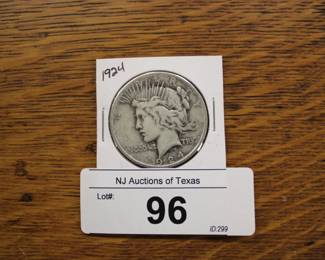 1924
NJ Auctions of Texas
Lot#:
96
ID:299